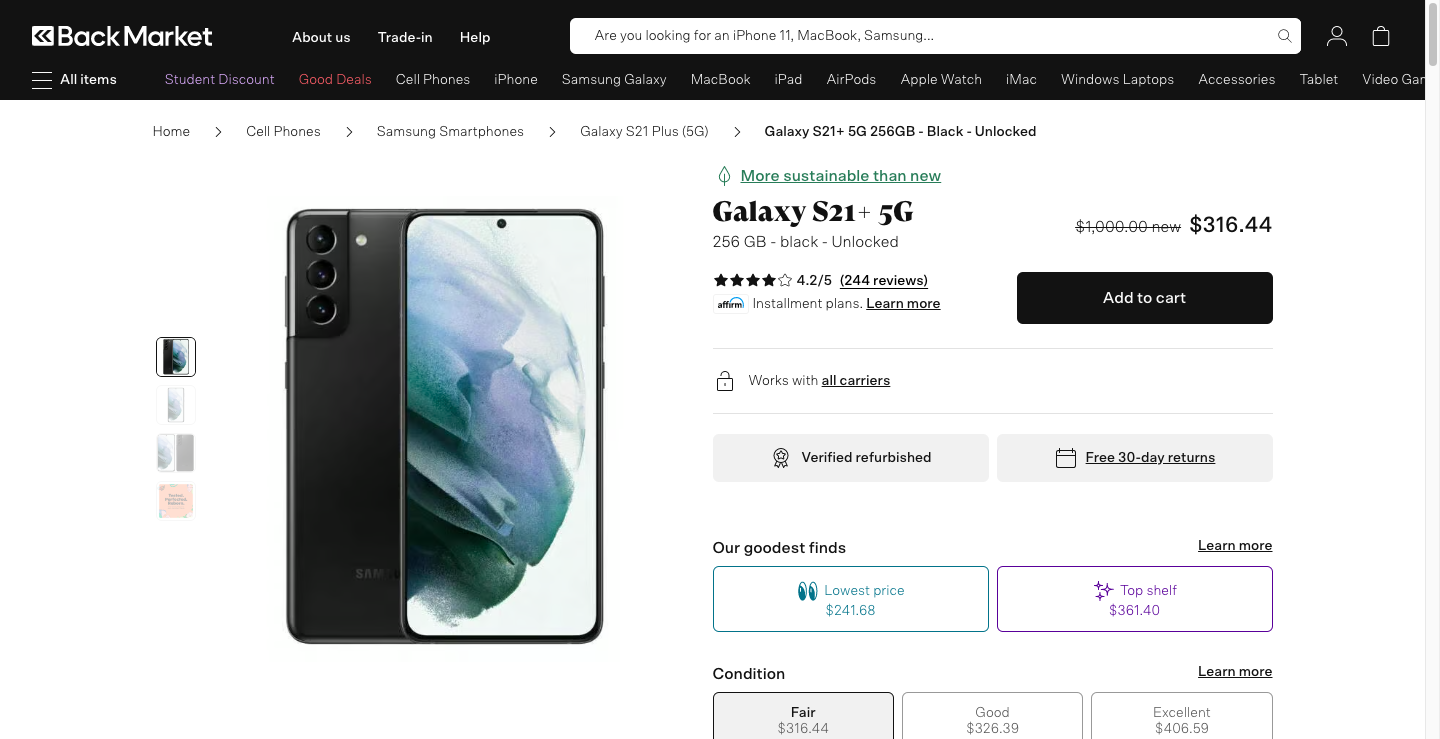 Back Market
About us
Trade-in
Help
Are you looking for an iPhone 11, MacBook, Samsung...
All items
Student Discount
Good Deals
Cell Phones
iPhone
Samsung Galaxy
MacBook
iPad
AirPods
Apple Watch
iMac
Windows Laptops
Accessories
Tablet
Video Gam
Home
Cell Phones
Samsung Smartphones
Galaxy S21 Plus (5G)
Galaxy S21+ 5G 256GB - Black - Unlocked
More sustainable than new
Galaxy S21+ 5G
$1,000.00 new $316.44
256 GB - black - Unlocked
4.2/5 (244 reviews)
affirm Installment plans. Learn more
Add to cart
Works with all carriers
Verified refurbished
Free 30-day returns
Our goodest finds
Learn more
Lowest price
$241.68
Top shelf
$361.40
Condition
Learn more
Fair
$316.44
Good
$326.39
Excellent
$406.59